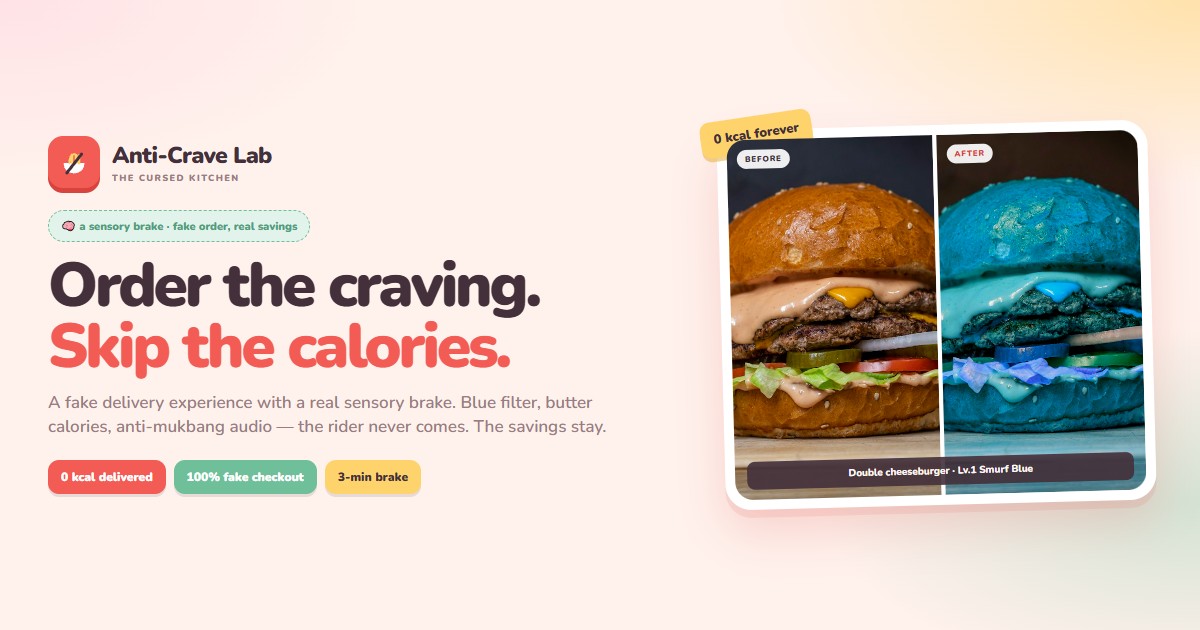 Anti-Crave Lab
THE CURSED KITCHEN
a sensory brake · fake order, real savings
Order the craving.
Skip the calories.
A fake delivery experience with a real sensory brake. Blue filter, butter
calories, anti-mukbang audio — the rider never comes. The savings stay.
0 kcal delivered
100% fake checkout
3-min brake
0 kcal forever
BEFORE
AFTER
Double cheeseburger · Lv.1 Smurf Blue